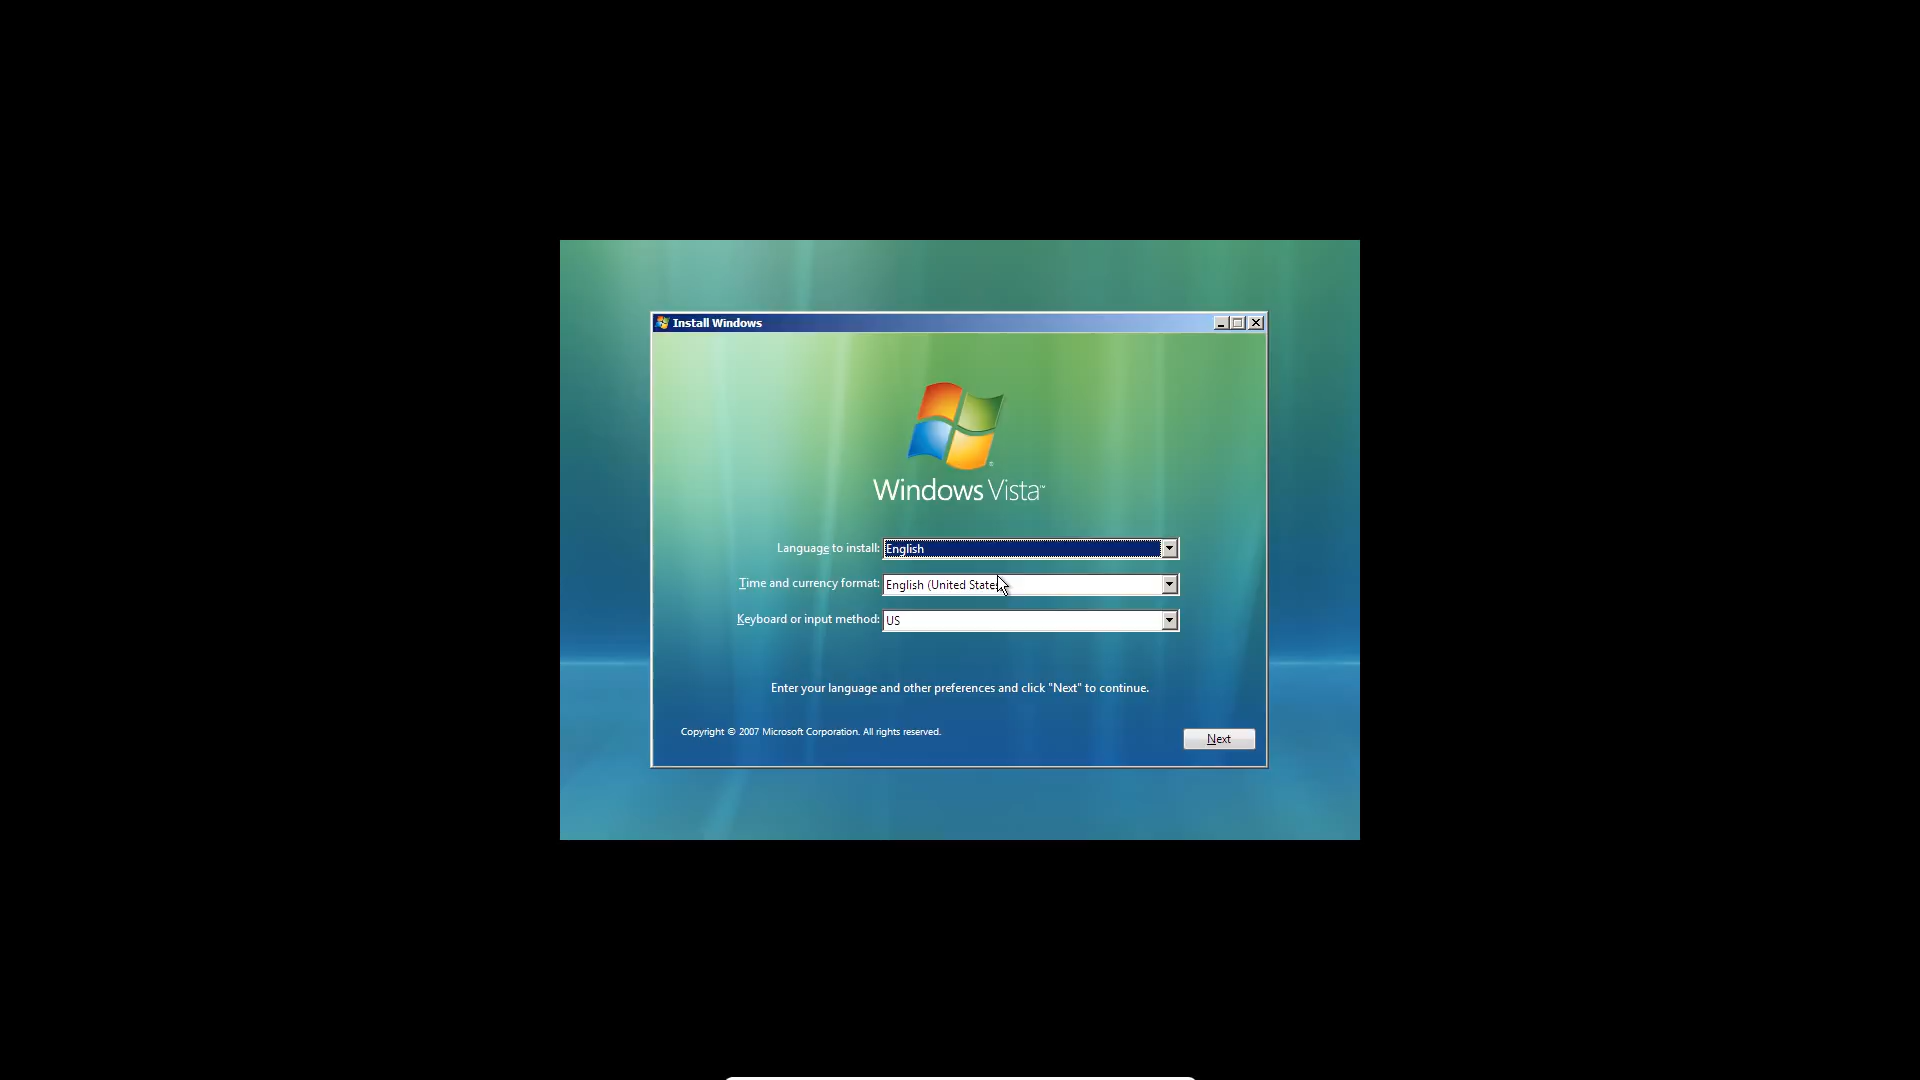 Install Windows
Windows Vista™
Language to install: English
Time and currency format: English (United States
Keyboard or input method: US
Enter your language and other preferences and click "Next" to continue.
Copyright © 2007 Microsoft Corporation. All rights reserved.
Next